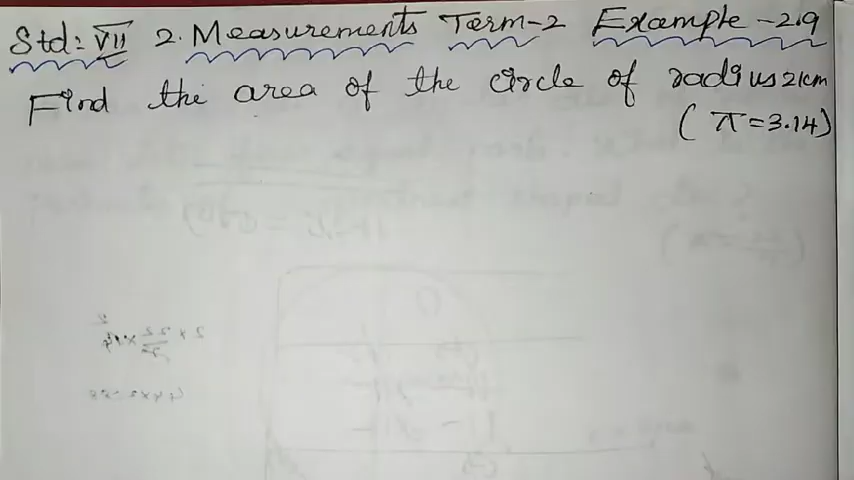 Std: VII 2. Measurements Term-2 Example-2.9
Find the area of the circle of radius 21cm
(π=3.14)